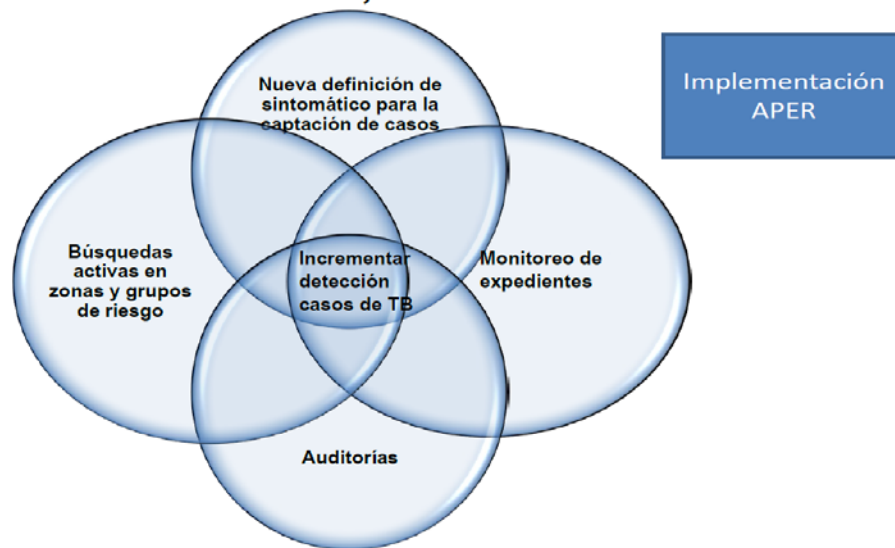 Nueva definición de
sintomático para la
captación de casos
Implementación
APER
Búsquedas
activas en
zonas y grupos
de riesgo
Incrementar
detección
casos de TB
Monitoreo de
expedientes
Auditorías